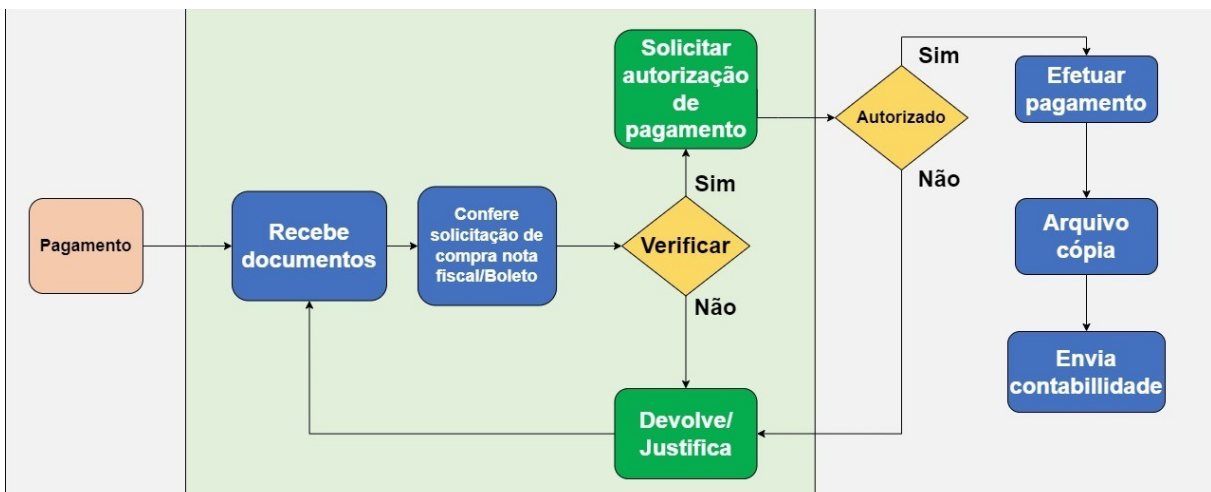 Pagamento
Recebe
documentos
Confere
solicitação de
compra nota
fiscal/Boleto
Verificar
Sim
Não
Solicitar
autorização
de
pagamento
Devolve/
Justifica
Autorizado
Sim
Não
Efetuar
pagamento
Arquivo
cópia
Envia
contabillidade